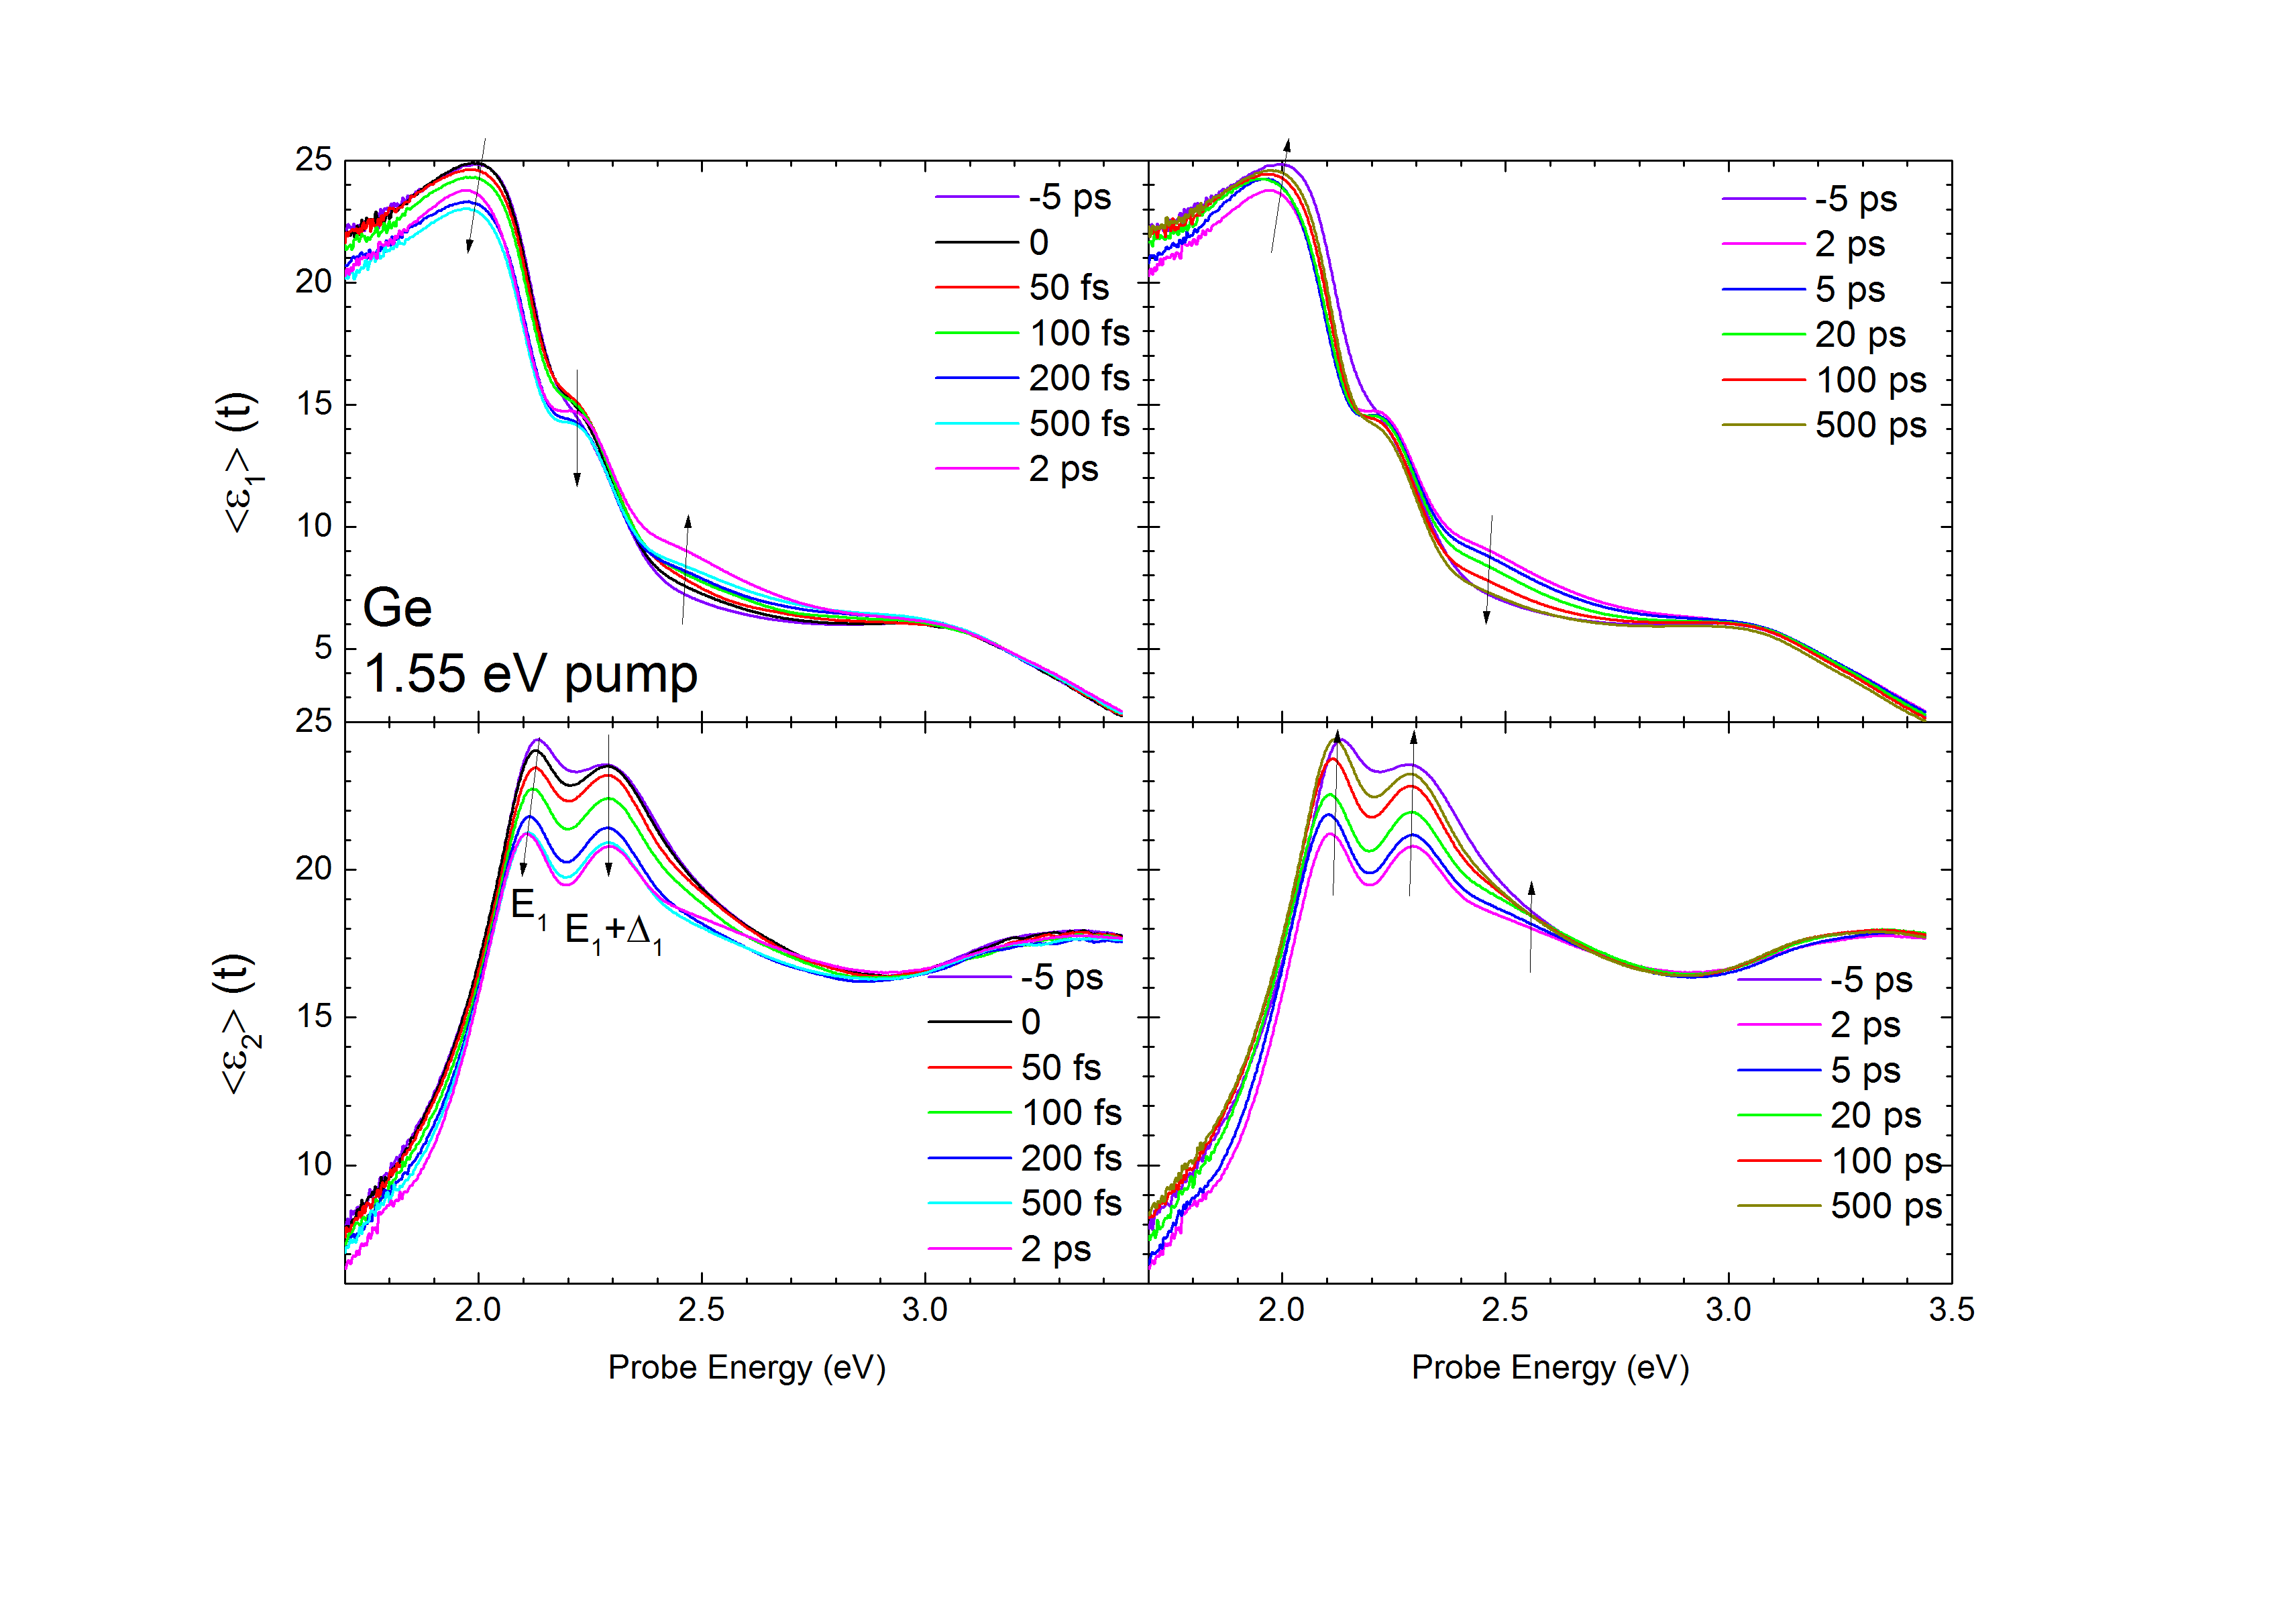 25
20
15
10
5
<ε1> (t)
-5 ps
0
50 fs
100 fs
200 fs
500 fs
2 ps
Ge
1.55 eV pump
-5 ps
2 ps
5 ps
20 ps
100 ps
500 ps
25
20
15
10
<ε2> (t)
E1
E1+Δ1
-5 ps
0
50 fs
100 fs
200 fs
500 fs
2 ps
-5 ps
2 ps
5 ps
20 ps
100 ps
500 ps
2.0 2.5 3.0
2.0 2.5 3.0 3.5
Probe Energy (eV)
Probe Energy (eV)